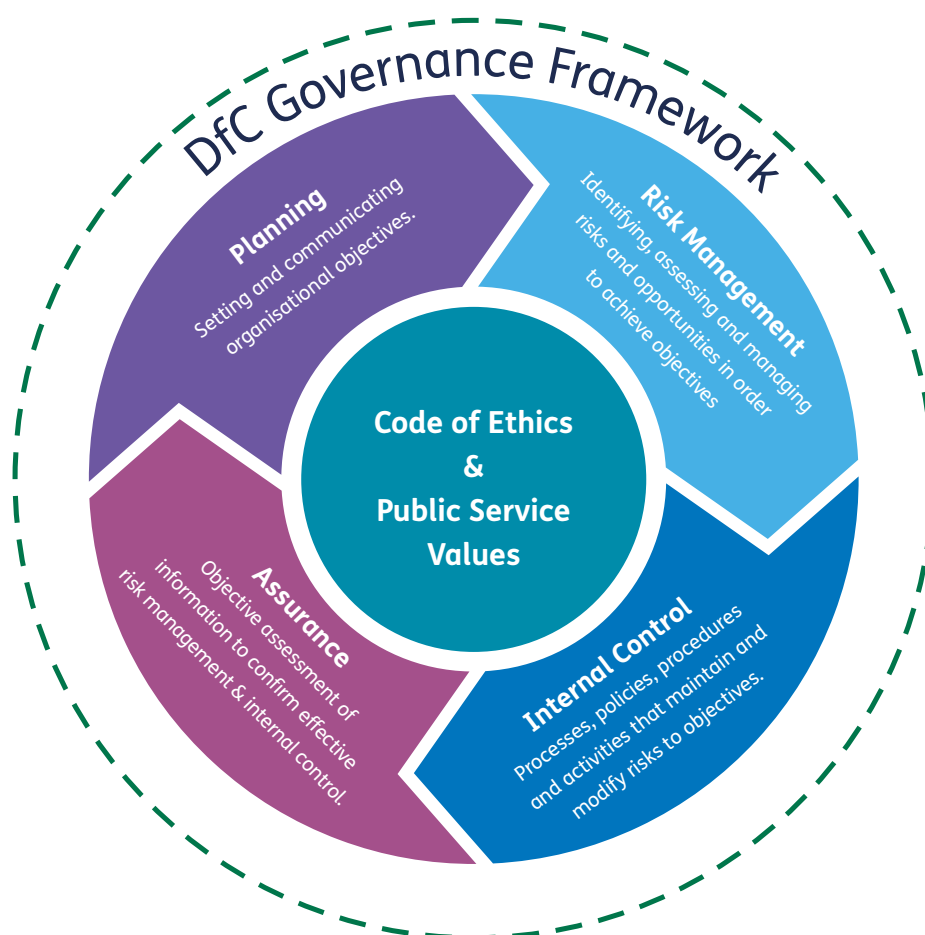 DfC Governance Framework
Planning
Setting and communicating
organisational objectives.
Risk Management
Identifying, assessing and managing
risks and opportunities in order
to achieve objectives
Internal Control
Processes, policies, procedures
and activities that maintain and
modify risks to objectives.
Assurance
Objective assessment of
information to confirm effective
risk management & internal control.
Code of Ethics
&
Public Service
Values